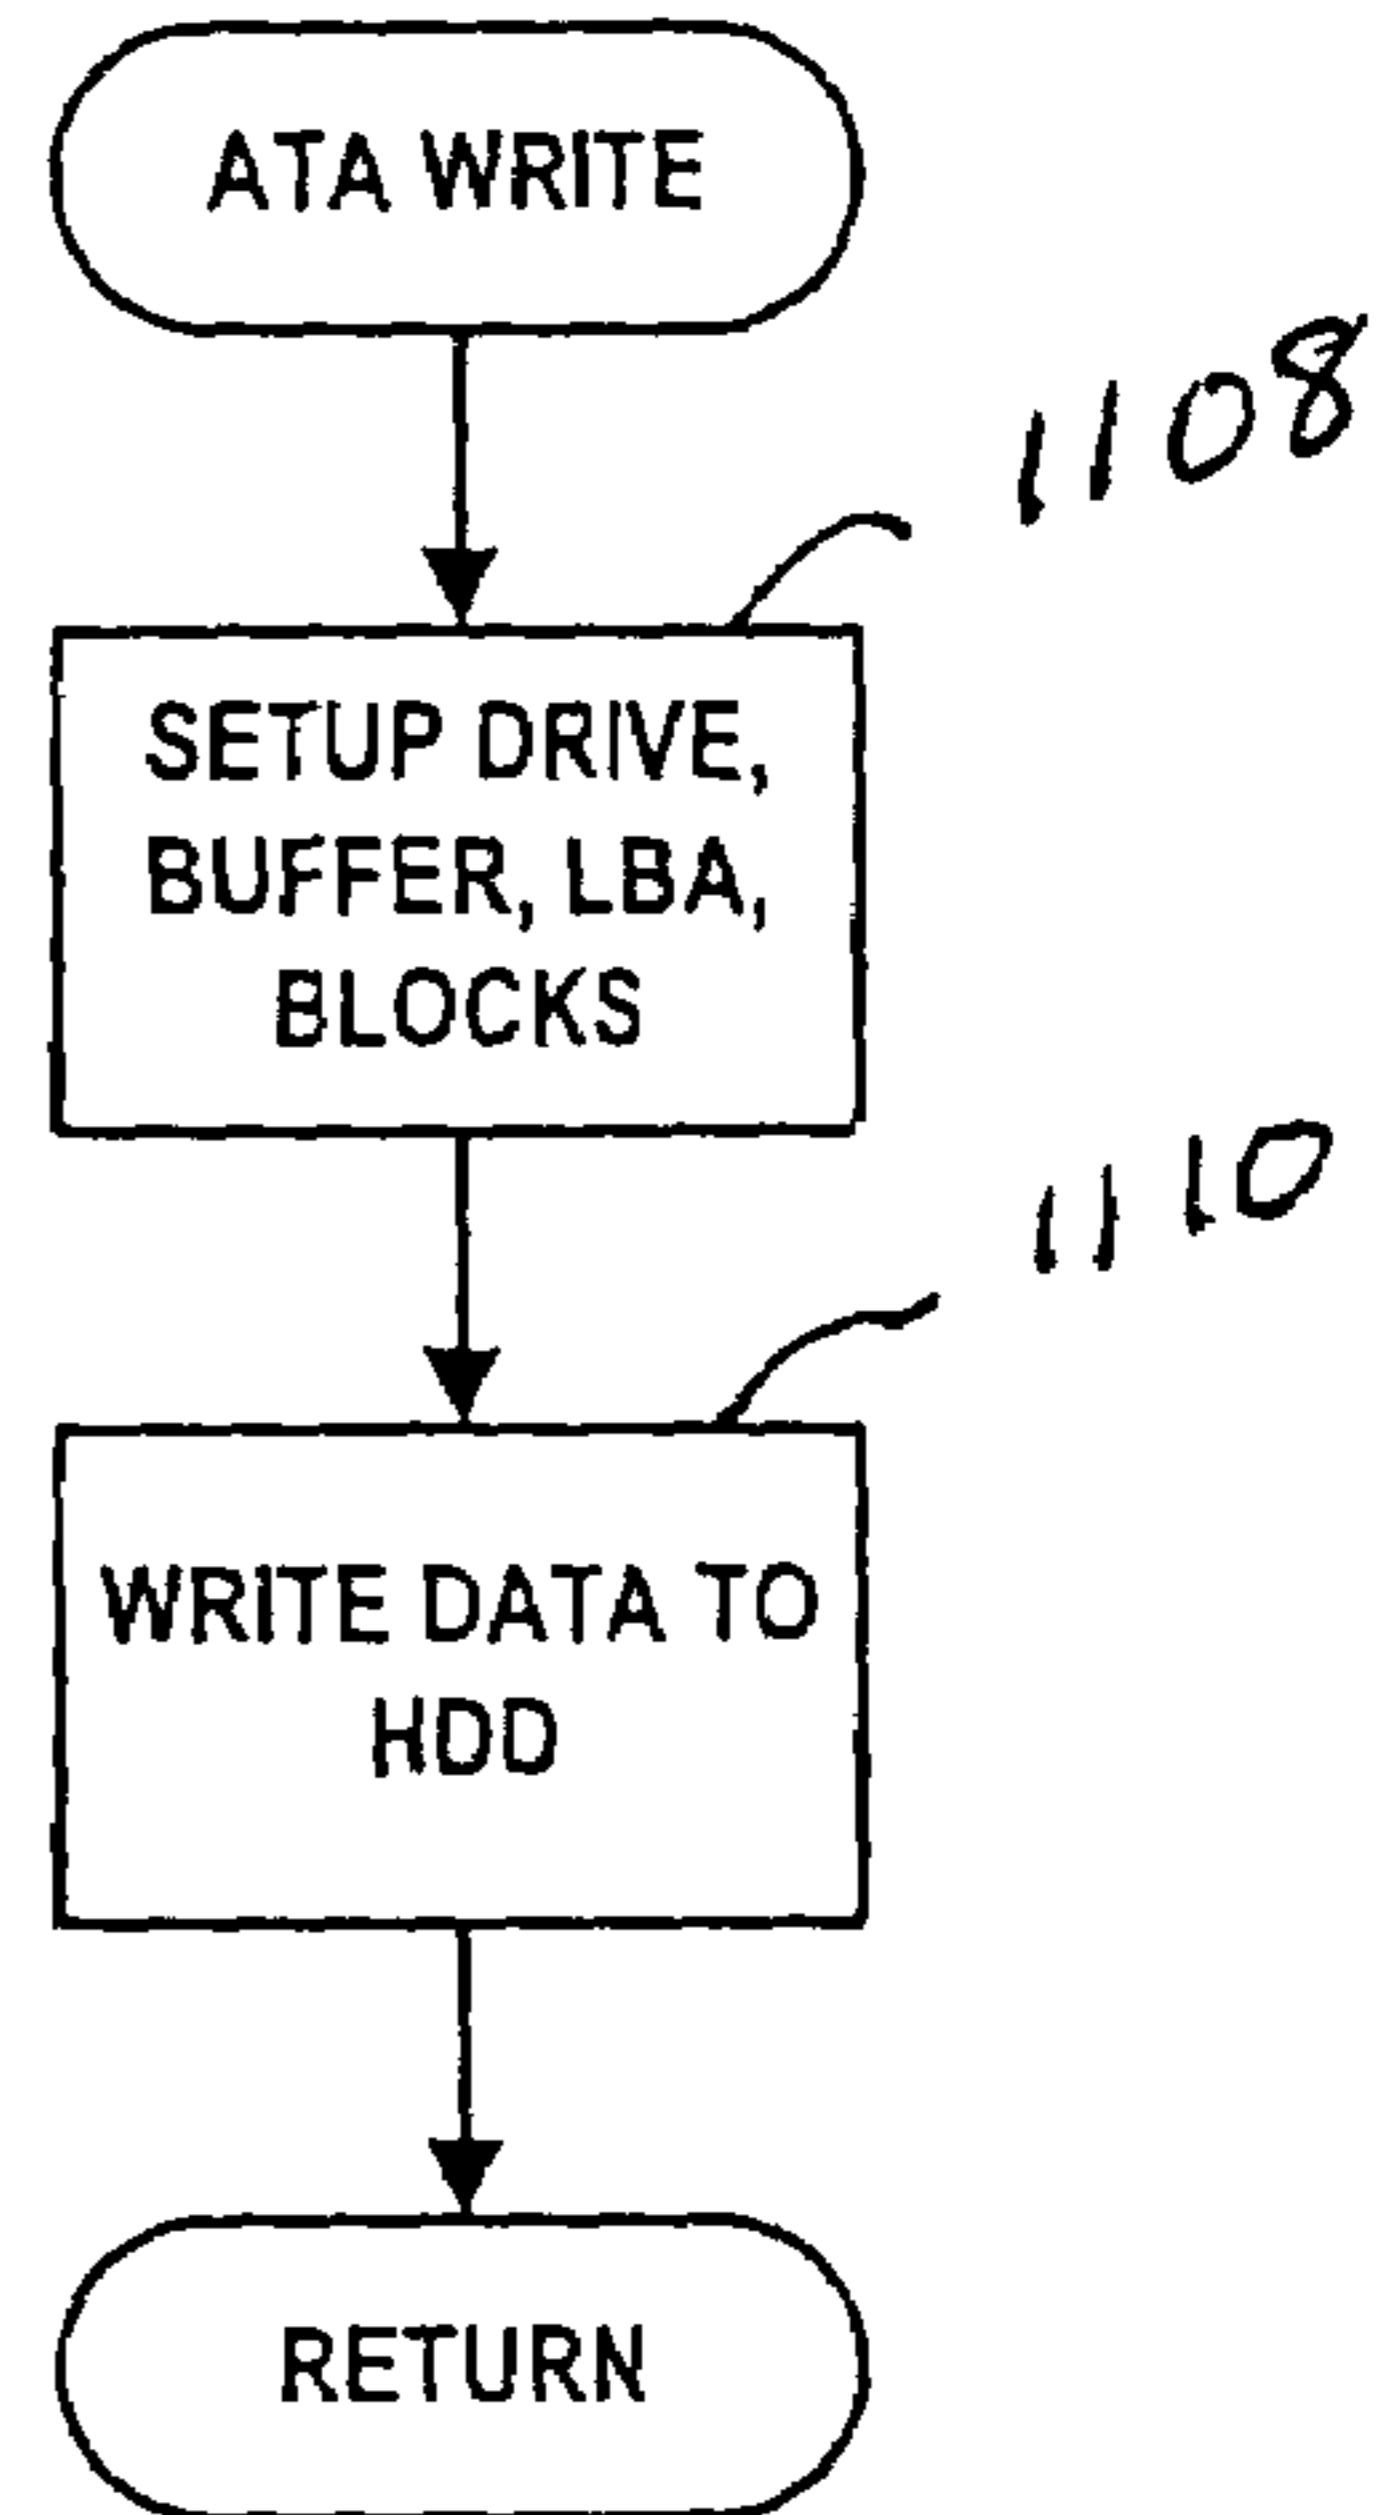 ATA WRITE
1108
SETUP DRIVE,
BUFFER, LBA,
BLOCKS
1110
WRITE DATA TO
HDD
RETURN